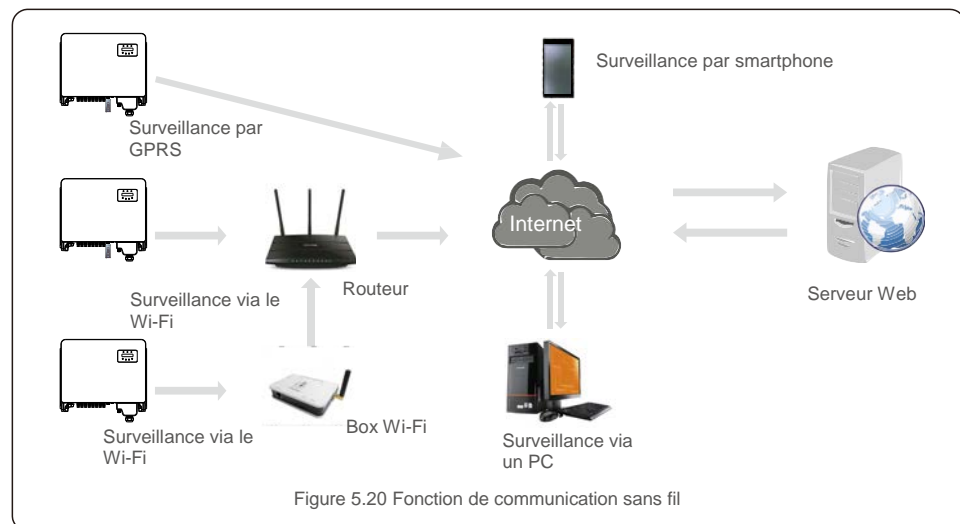 Surveillance par smartphone
Surveillance par
GPRS
Internet
Routeur
Serveur Web
Surveillance via le
Wi-Fi
Box Wi-Fi
Surveillance via le
Wi-Fi
Surveillance via
un PC
Figure 5.20 Fonction de communication sans fil